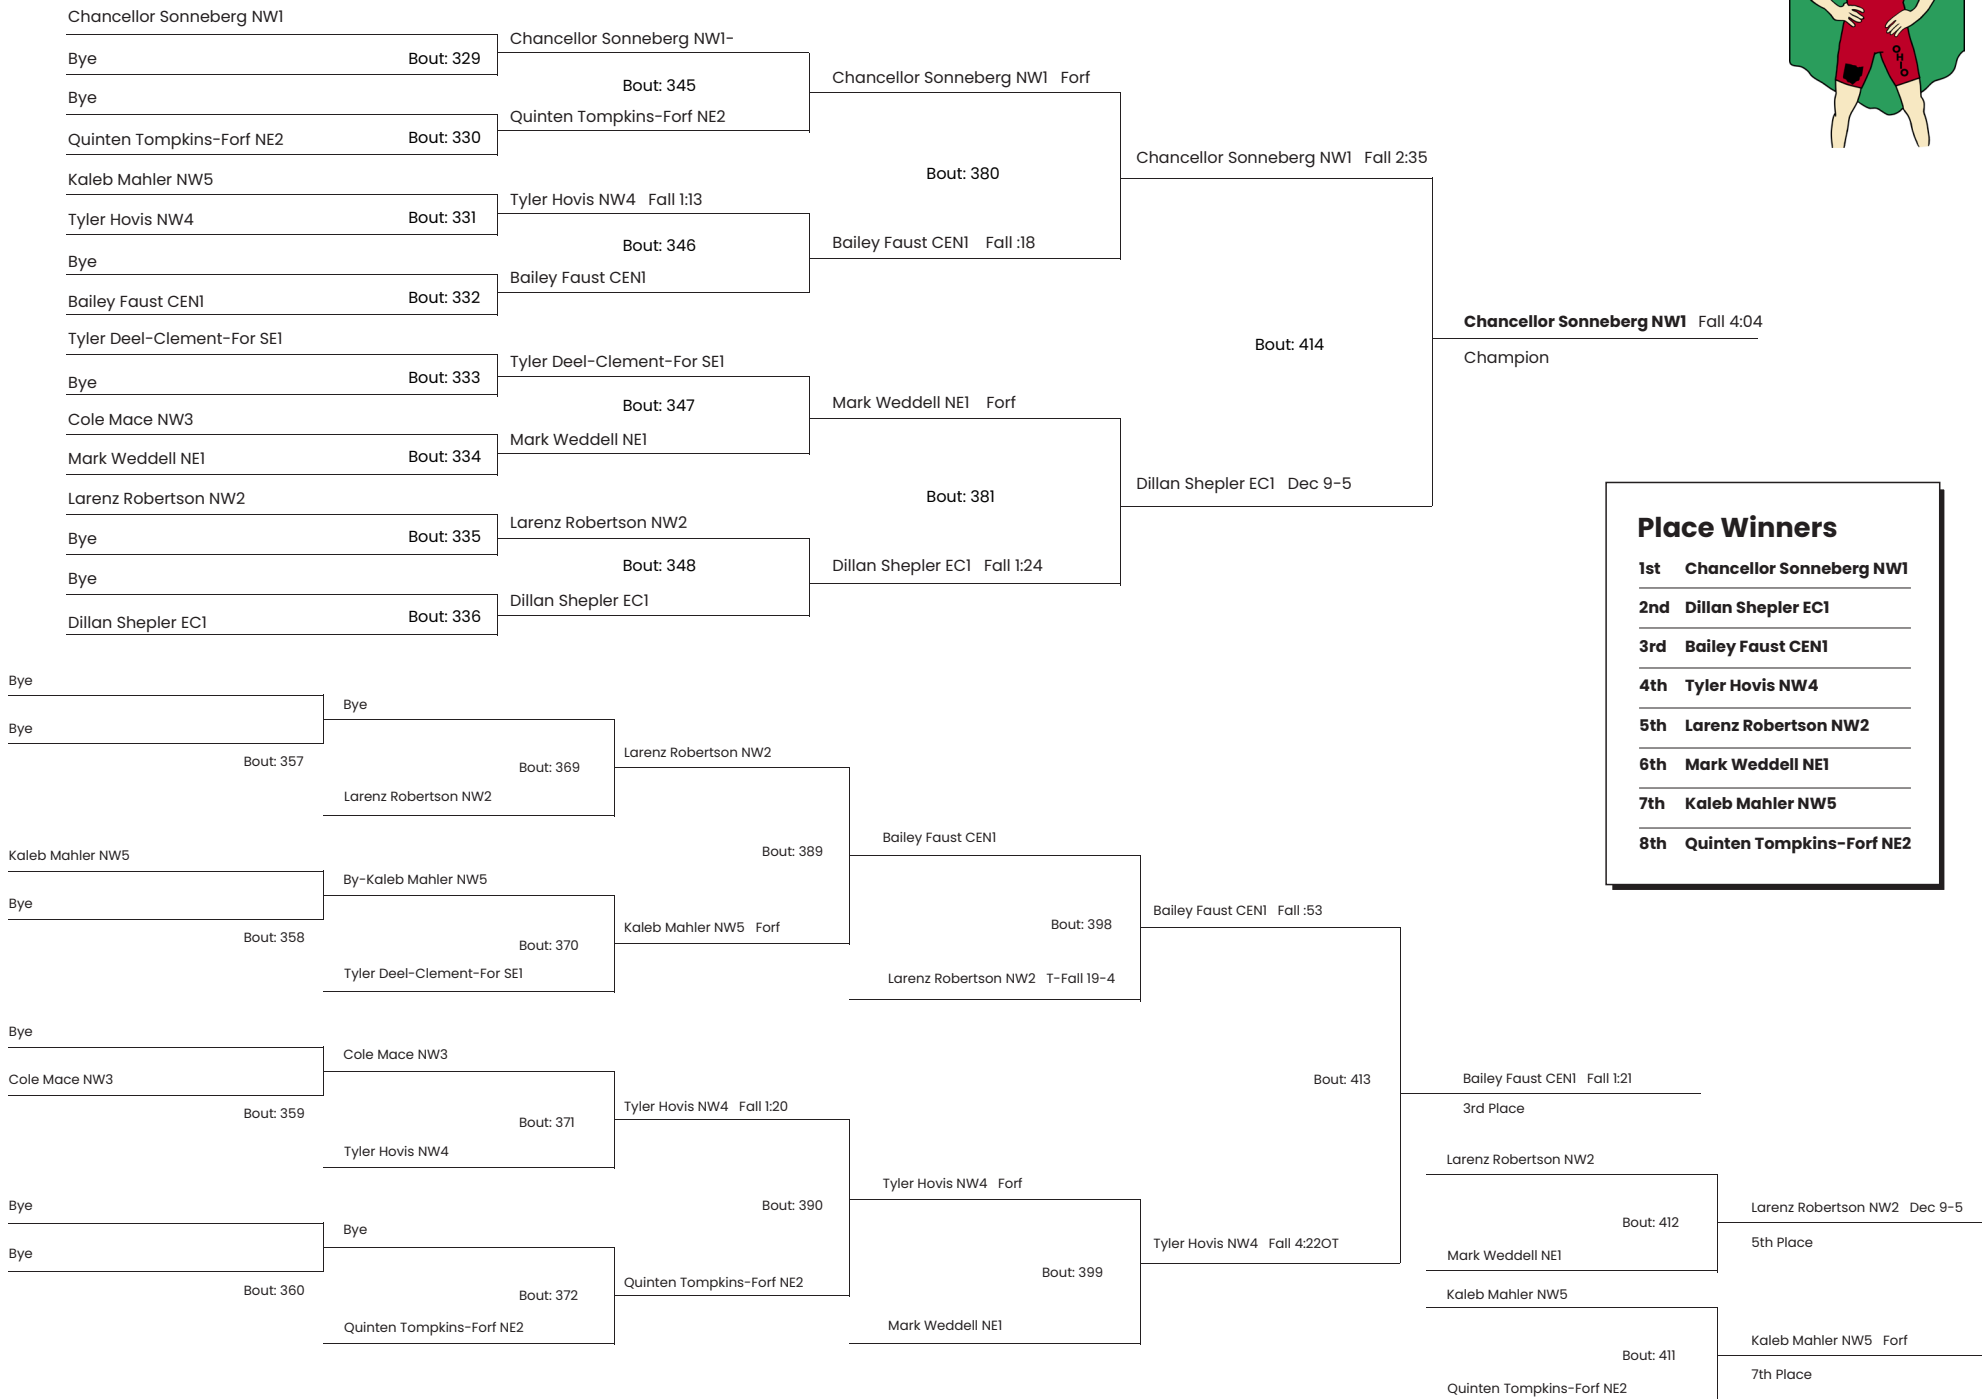 Chancellor Sonneberg NW1
Bye
Bout: 329
Bye
Quinten Tompkins-Forf NE2
Bout: 330
Kaleb Mahler NW5
Tyler Hovis NW4
Bout: 331
Bye
Bailey Faust CEN1
Bout: 332
Tyler Deel-Clement-For SE1
Bye
Bout: 333
Cole Mace NW3
Mark Weddell NE1
Bout: 334
Larenz Robertson NW2
Bye
Bout: 335
Bye
Dillan Shepler EC1
Bout: 336
Chancellor Sonneberg NW1-
Bout: 345
Quinten Tompkins-Forf NE2
Tyler Hovis NW4 Fall 1:13
Bout: 346
Bailey Faust CEN1
Tyler Deel-Clement-For SE1
Bout: 347
Mark Weddell NE1
Larenz Robertson NW2
Bout: 348
Dillan Shepler EC1
Chancellor Sonneberg NW1 Forf
Bout: 380
Bailey Faust CEN1 Fall :18
Mark Weddell NE1 Forf
Bout: 381
Dillan Shepler EC1 Fall 1:24
Chancellor Sonneberg NW1 Fall 2:35
Bout: 414
Dillan Shepler EC1 Dec 9-5
Chancellor Sonneberg NW1 Fall 4:04
Champion
OHIO
Place Winners
1st Chancellor Sonneberg NW1
2nd Dillan Shepler EC1
3rd Bailey Faust CEN1
4th Tyler Hovis NW4
5th Larenz Robertson NW2
6th Mark Weddell NE1
7th Kaleb Mahler NW5
8th Quinten Tompkins-Forf NE2
Bye
Bye
Bout: 357
Kaleb Mahler NW5
Bye
Bout: 358
Bye
Cole Mace NW3
Bout: 359
Bye
Bye
Bout: 360
Bye
Bout: 369
Larenz Robertson NW2
By-Kaleb Mahler NW5
Bout: 370
Tyler Deel-Clement-For SE1
Cole Mace NW3
Bout: 371
Tyler Hovis NW4
Bye
Bout: 372
Quinten Tompkins-Forf NE2
Larenz Robertson NW2
Bout: 389
Kaleb Mahler NW5 Forf
Tyler Hovis NW4 Fall 1:20
Bout: 390
Quinten Tompkins-Forf NE2
Bailey Faust CEN1
Bout: 398
Larenz Robertson NW2 T-Fall 19-4
Tyler Hovis NW4 Forf
Bout: 399
Mark Weddell NE1
Bailey Faust CEN1 Fall :53
Bout: 413
Tyler Hovis NW4 Fall 4:22OT
Bailey Faust CEN1 Fall 1:21
3rd Place
Larenz Robertson NW2
Bout: 412
Mark Weddell NE1
Larenz Robertson NW2 Dec 9-5
5th Place
Kaleb Mahler NW5
Bout: 411
Quinten Tompkins-Forf NE2
Kaleb Mahler NW5 Forf
7th Place